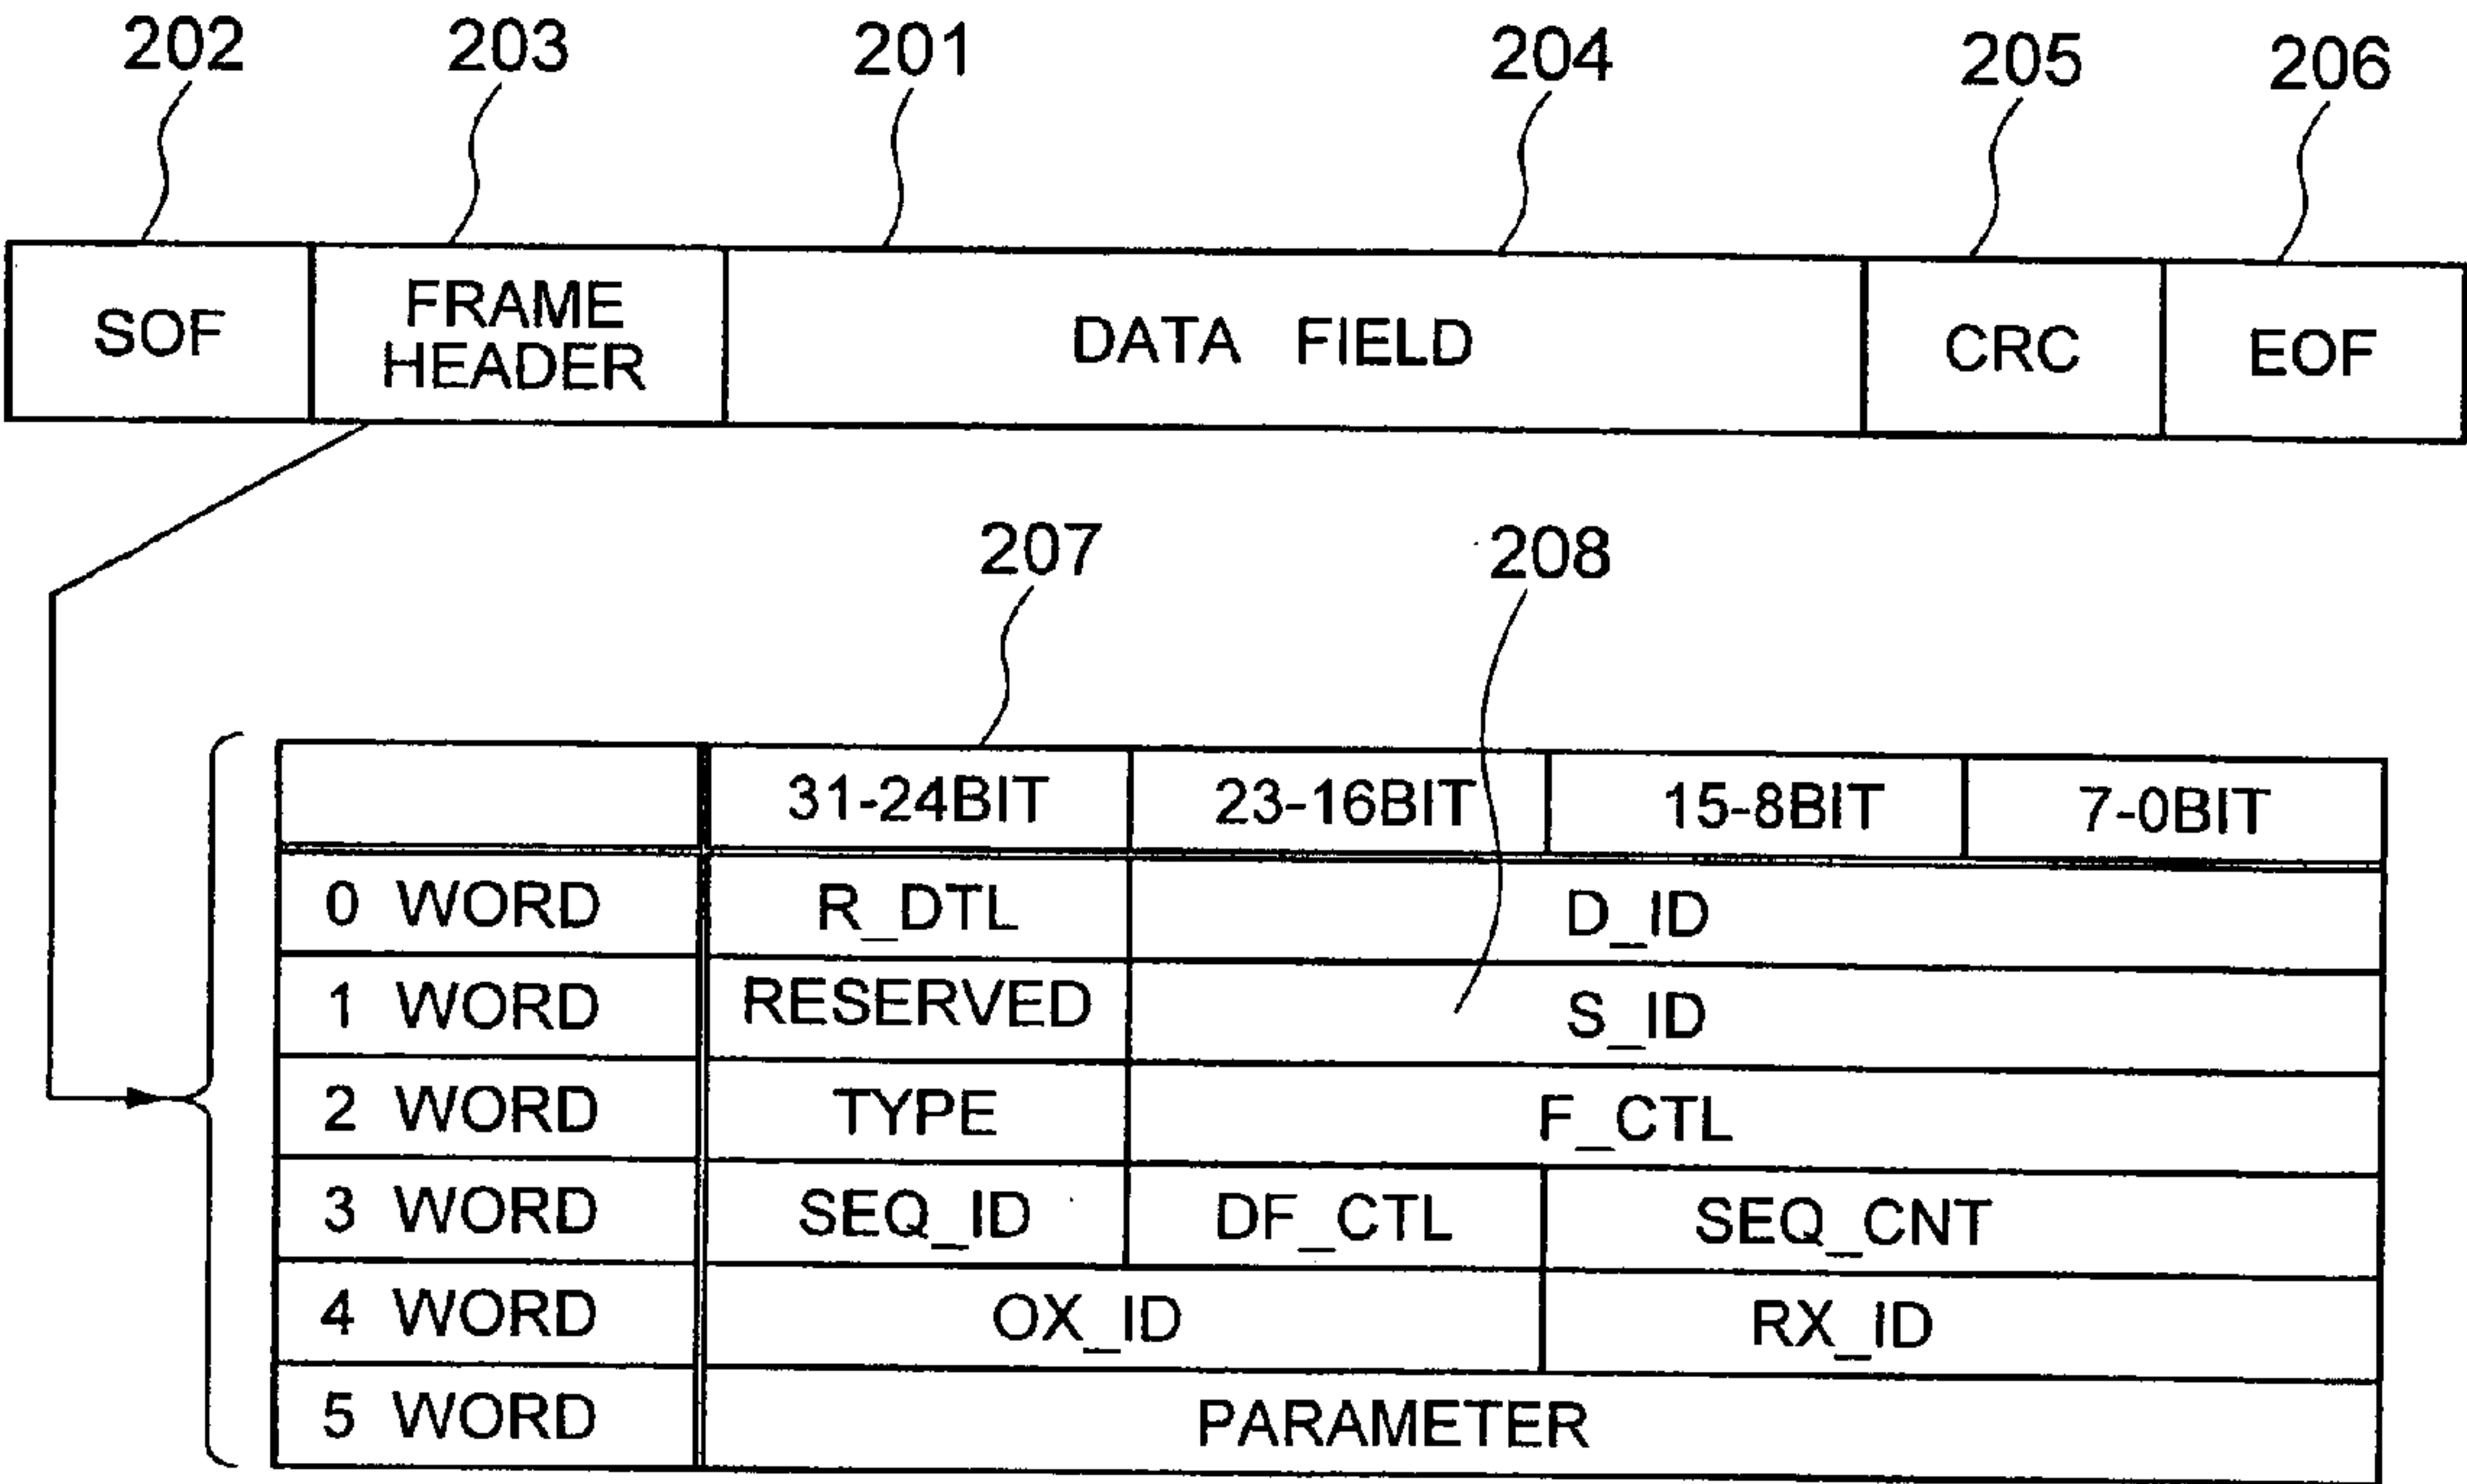 202 203 201 204 205 206
SOF FRAME HEADER DATA FIELD CRC EOF
207 208
31-24BIT 23-16BIT 15-8BIT 7-0BIT
0 WORD R_DTL D_ID
1 WORD RESERVED S_ID
2 WORD TYPE F_CTL
3 WORD SEQ_ID DF_CTL SEQ_CNT
4 WORD OX_ID RX_ID
5 WORD PARAMETER